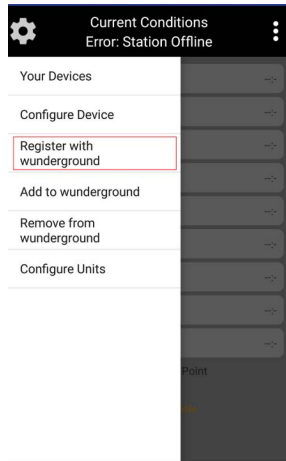 Current Conditions
Error: Station Offline
Your Devices
--:-
Configure Device
--:-
Register with
wunderground
--:-
--:-
Add to wunderground
--:-
Remove from
wunderground
--:-
Configure Units
--:-
--:-
--:-
Point